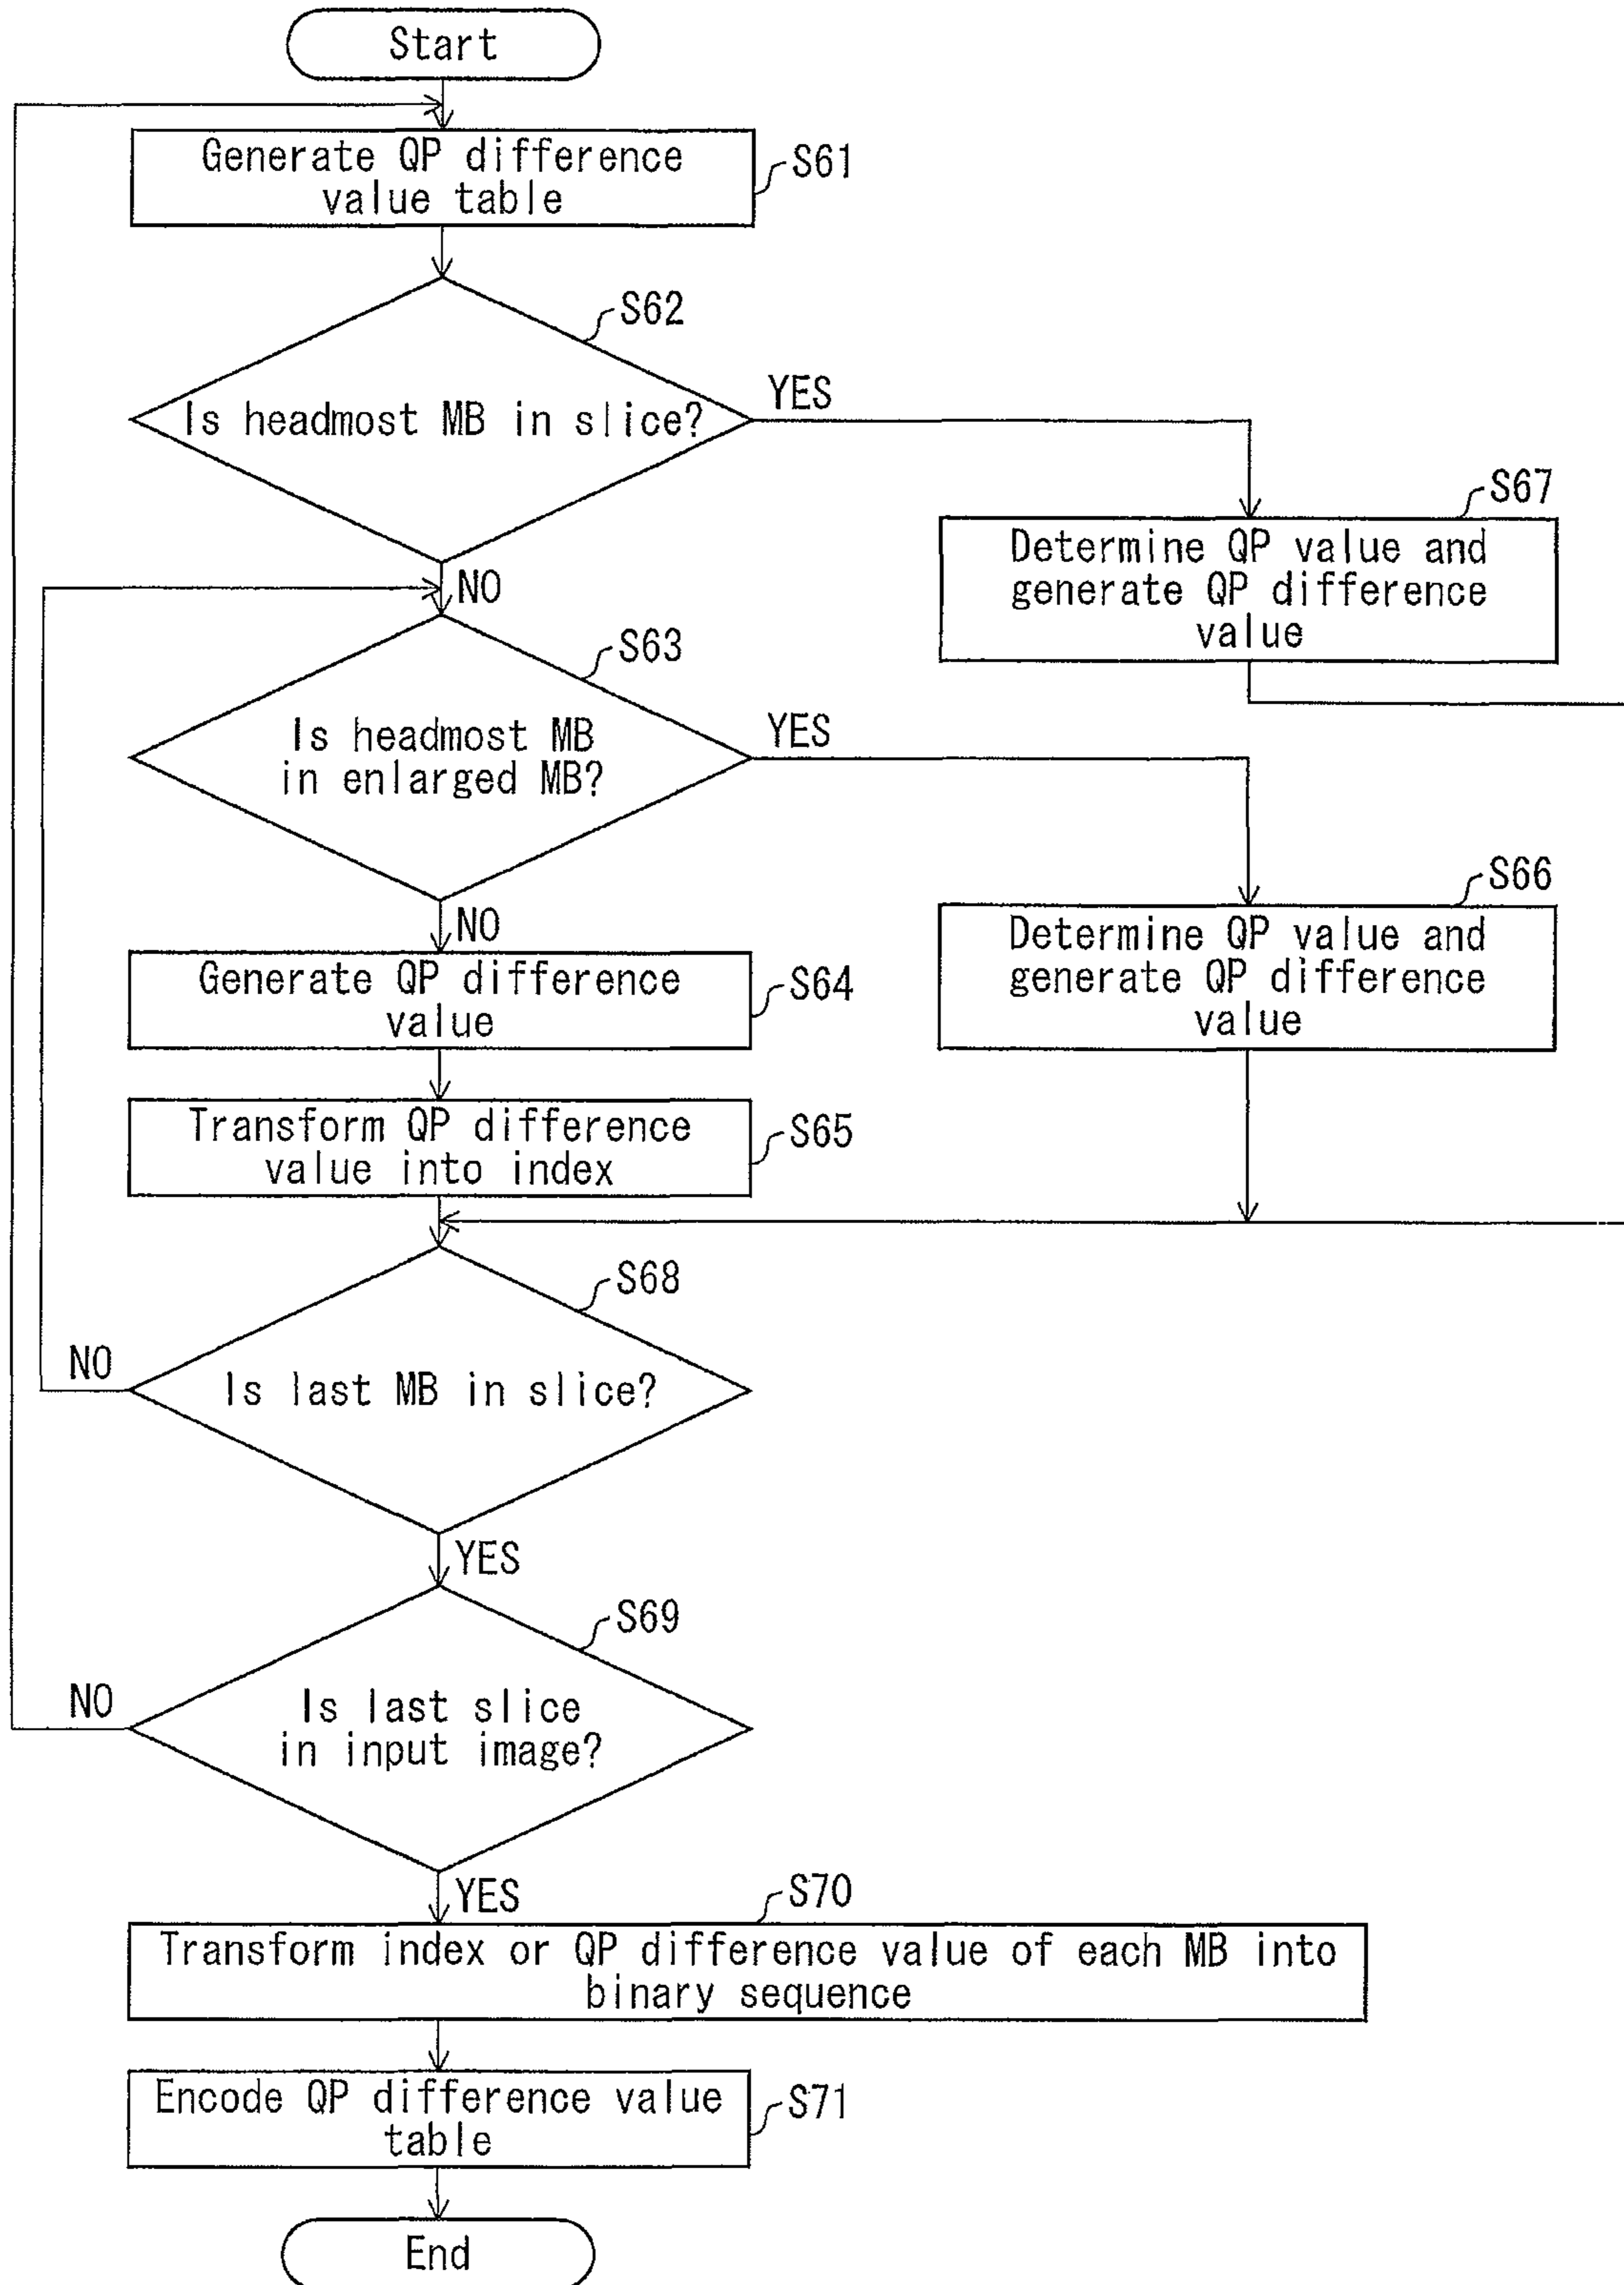 Start
Generate QP difference
value table
S61
S62
Is headmost MB in slice?
YES
S67
Determine QP value and
generate QP difference
value
NO
S63
Is headmost MB
in enlarged MB?
YES
S66
Determine QP value and
generate QP difference
value
NO
Generate QP difference
value
S64
Transform QP difference
value into index
S65
S68
Is last MB in slice?
NO
YES
S69
Is last slice
in input image?
NO
YES
S70
Transform index or QP difference value of each MB into
binary sequence
Encode QP difference value
table
S71
End